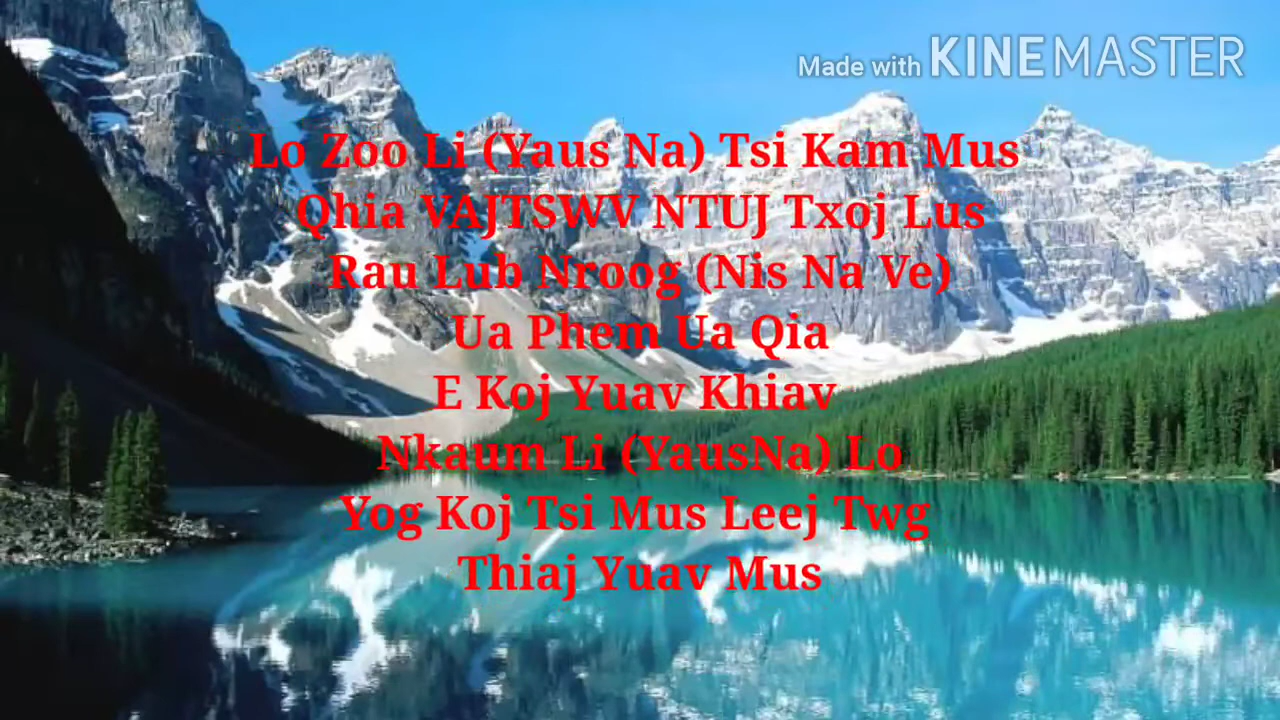 Made with KINEMASTER
Lo Zoo Li (Yaus Na) Tsi Kam Mus
Qhia VAJTSWV NTUJ Txoj Lus
Rau Lub Nroog (Nis Na Ve)
Ua Phem Ua Qia
E Koj Yuav Khiav
Nkaum Li (YausNa) Lo
Yog Koj Tsi Mus Leej Twg
Thiaj Yuav Mus